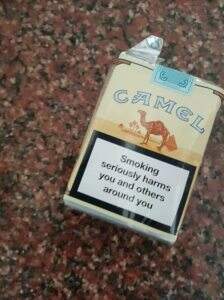 CAMEL
Smoking
seriously harms
you and others
around you